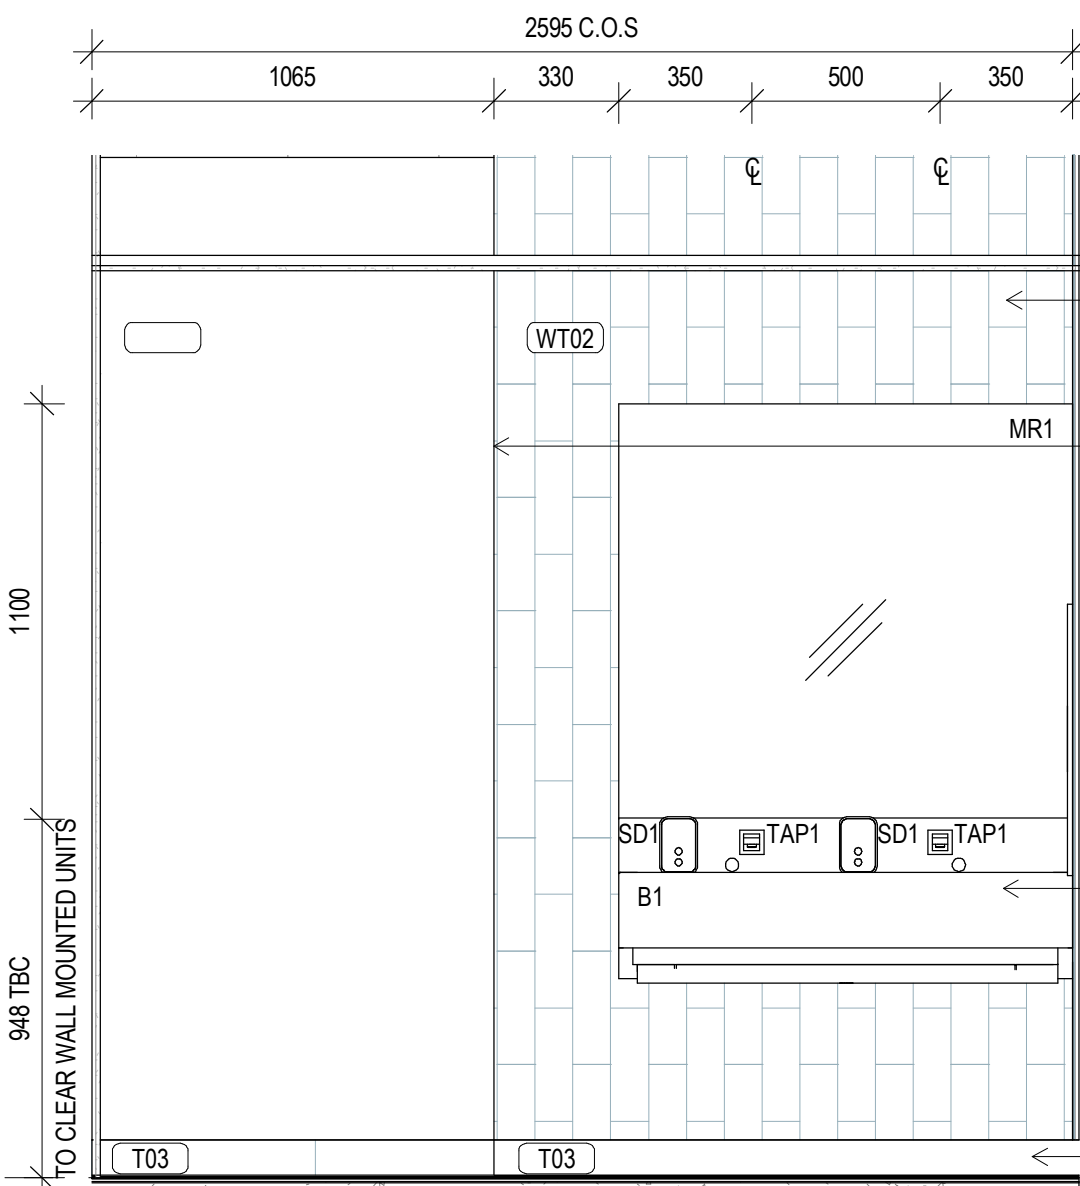 2595 C.O.S
1065 330 350 500 350
℄ ℄
WT02
MR1
1100
SD1 TAP1 SD1 TAP1
B1
948 TBC
TO CLEAR WALL MOUNTED UNITS
T03 T03